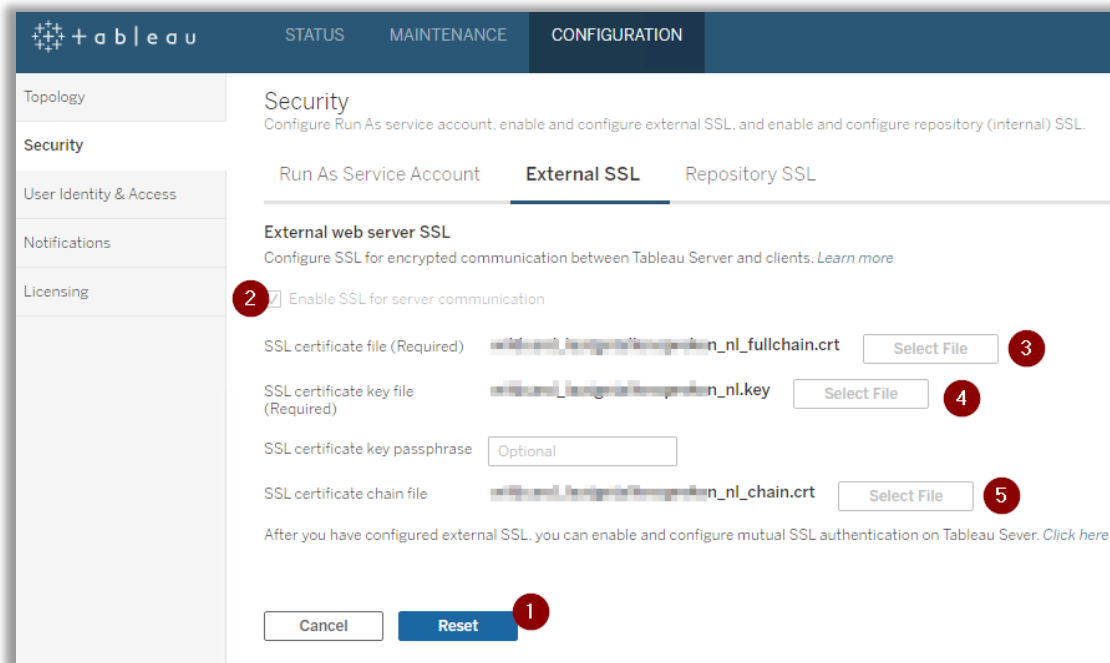 + a b | e a u
STATUS MAINTENANCE CONFIGURATION
Topology
Security
User Identity & Access
Notifications
Licensing
Security
Configure Run As service account, enable and configure external SSL, and enable and configure repository (internal) SSL.
Run As Service Account External SSL Repository SSL
External web server SSL
Configure SSL for encrypted communication between Tableau Server and clients. Learn more
2 Enable SSL for server communication
SSL certificate file (Required) n_nl_fullchain.crt Select File 3
SSL certificate key file
(Required) n_nl.key Select File 4
SSL certificate key passphrase Optional
SSL certificate chain file n_nl_chain.crt Select File 5
After you have configured external SSL, you can enable and configure mutual SSL authentication on Tableau Sever. Click here
Cancel Reset 1